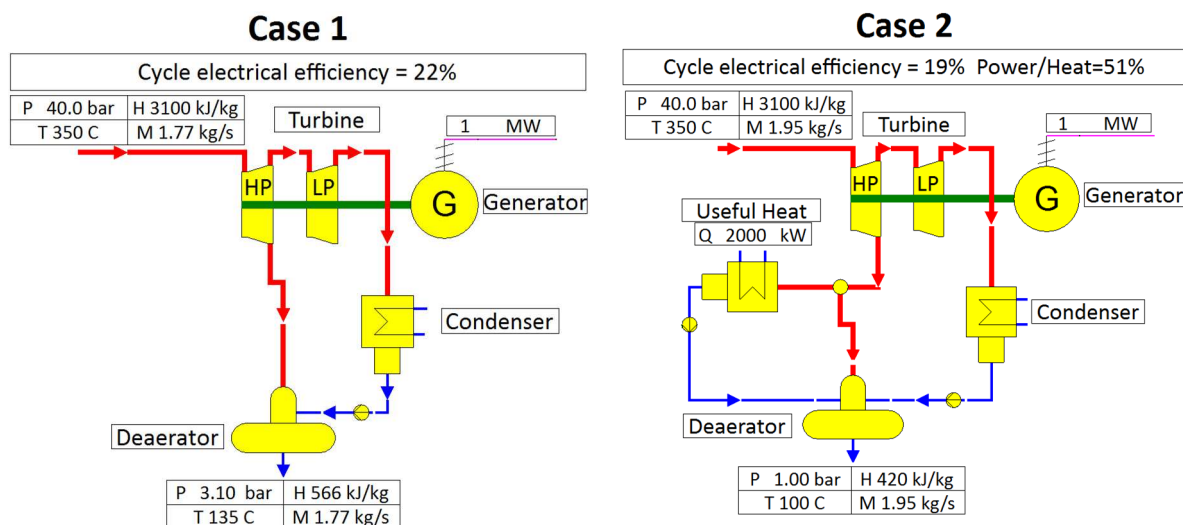 Case 1
Cycle electrical efficiency = 22%
P 40.0 bar H 3100 kJ/kg
T 350 C M 1.77 kg/s
Turbine
1 MW
HP
LP
G
Generator
Condenser
Deaerator
P 3.10 bar H 566 kJ/kg
T 135 C M 1.77 kg/s
Case 2
Cycle electrical efficiency = 19% Power/Heat=51%
P 40.0 bar H 3100 kJ/kg
T 350 C M 1.95 kg/s
Turbine
1 MW
HP
LP
G
Generator
Useful Heat
Q 2000 kW
Condenser
Deaerator
P 1.00 bar H 420 kJ/kg
T 100 C M 1.95 kg/s